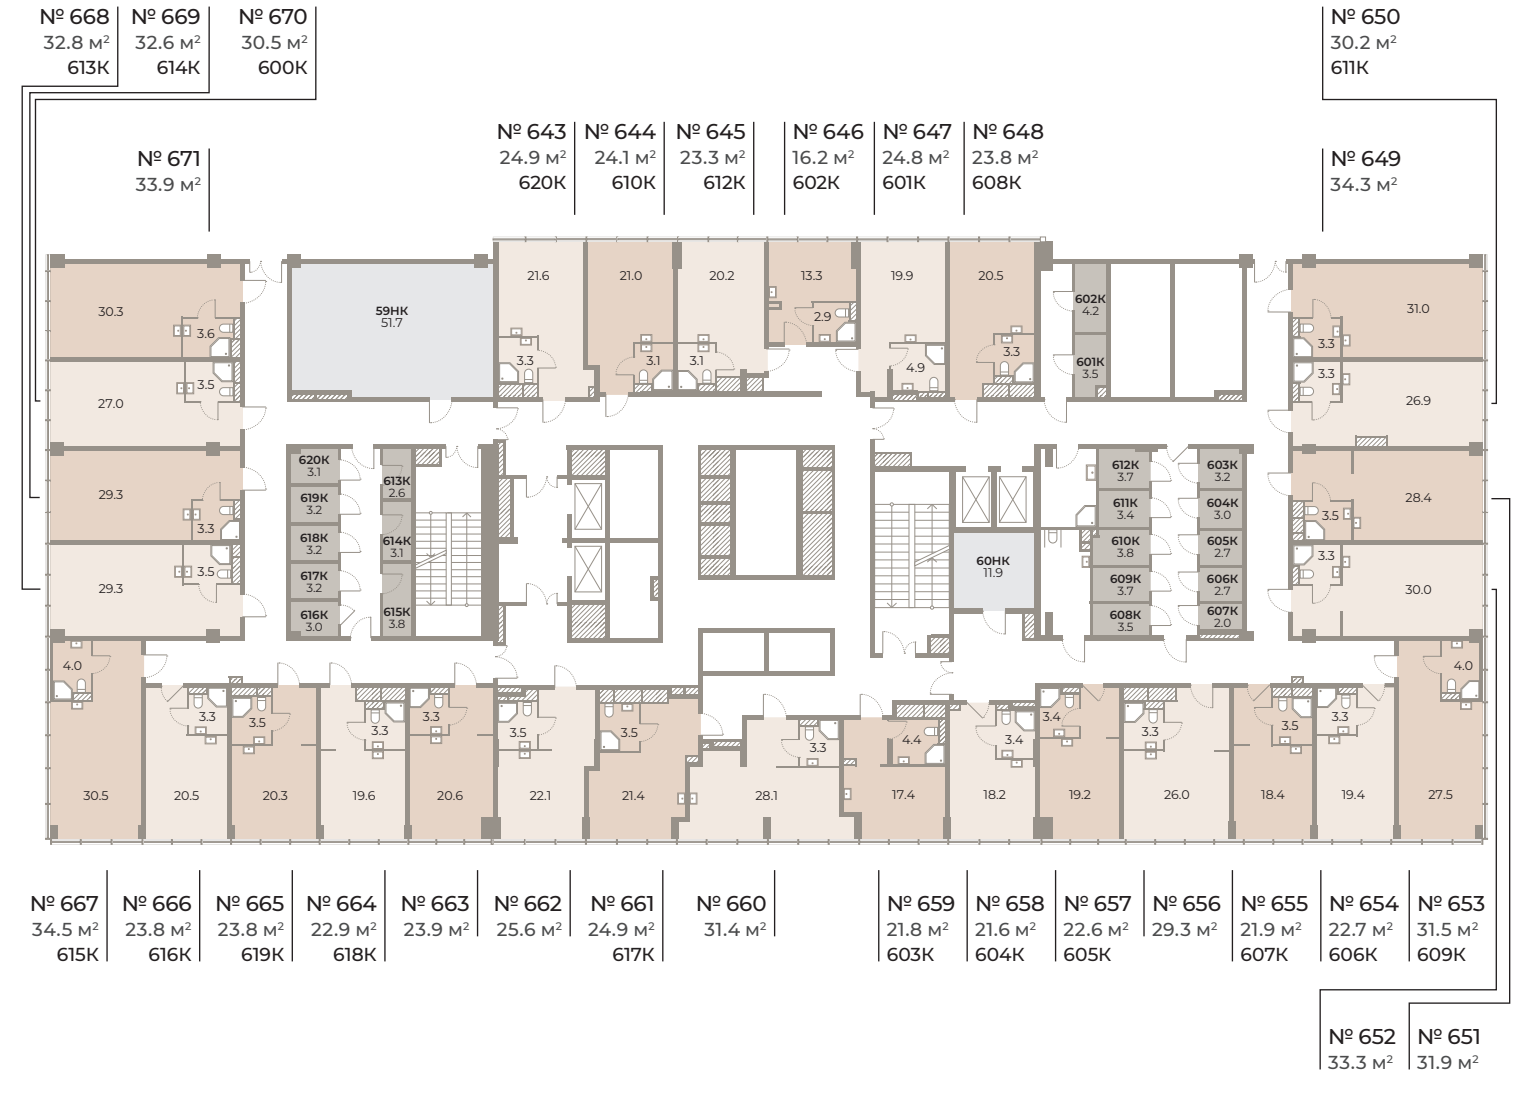 № 668
32.8 м²
613К
№ 669
32.6 м²
614К
№ 670
30.5 м²
600К
№ 650
30.2 м²
611К
№ 671
33.9 м²
№ 643
24.9 м²
620К
№ 644
24.1 м²
610К
№ 645
23.3 м²
612К
№ 646
16.2 м²
602К
№ 647
24.8 м²
601К
№ 648
23.8 м²
608К
№ 649
34.3 м²
30.3
3.6
59НК
51.7
21.6
3.3
21.0
3.1
20.2
3.1
13.3
2.9
19.9
4.9
20.5
3.3
602К
4.2
601К
3.5
31.0
3.3
27.0
3.5
3.3
26.9
29.3
3.3
620К
3.1
619К
3.2
618К
3.2
617К
3.2
616К
3.0
613К
2.6
614К
3.1
615К
3.8
60НК
11.9
612К
3.7
611К
3.4
610К
3.8
609К
3.7
608К
3.5
603К
3.2
604К
3.0
605К
2.7
606К
2.7
607К
2.0
28.4
3.5
29.3
3.5
3.3
30.0
4.0
30.5
3.3
20.5
3.5
20.3
3.3
19.6
3.3
20.6
3.5
22.1
3.5
21.4
3.3
28.1
4.4
17.4
3.4
18.2
3.4
19.2
3.3
26.0
3.5
18.4
3.3
19.4
4.0
27.5
№ 667
34.5 м²
615К
№ 666
23.8 м²
616К
№ 665
23.8 м²
619К
№ 664
22.9 м²
618К
№ 663
23.9 м²
№ 662
25.6 м²
№ 661
24.9 м²
617К
№ 660
31.4 м²
№ 659
21.8 м²
603К
№ 658
21.6 м²
604К
№ 657
22.6 м²
605К
№ 656
29.3 м²
№ 655
21.9 м²
607К
№ 654
22.7 м²
606К
№ 653
31.5 м²
609К
№ 652
33.3 м²
№ 651
31.9 м²